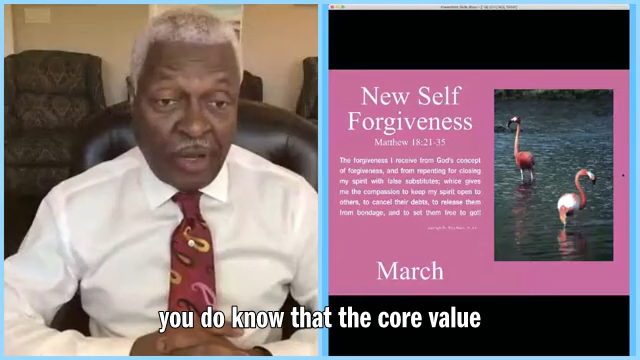 New Self
Forgiveness
Matthew 18:21-35
The forgiveness I receive from God's concept
of forgiveness, and from repenting for closing
my spirit with false substitutes; whice gives
me the compassion to keep my spirit open to
others, to cancel their debts, to release them
from bondage, and to set them free to go!!
March
you do know that the core value